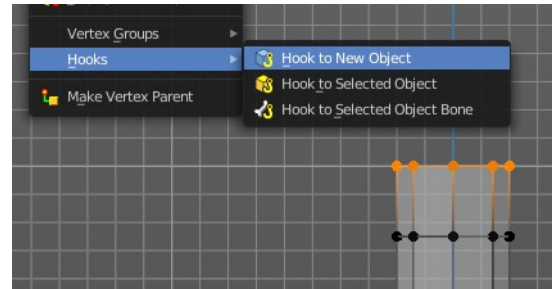 Vertex Groups
Hooks
Make Vertex Parent
Hook to New Object
Hook to Selected Object
Hook to Selected Object Bone